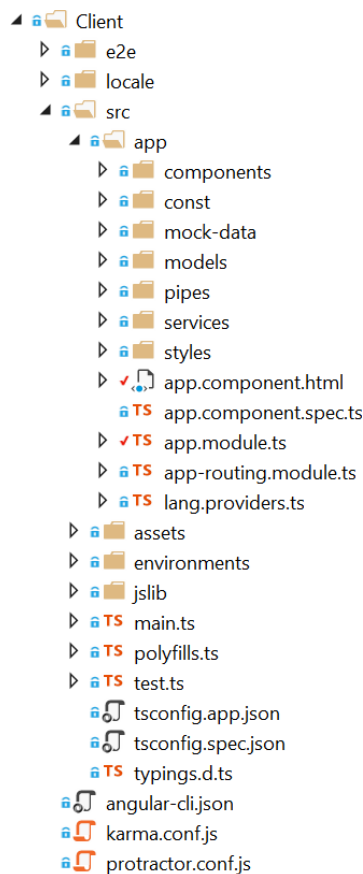 Client
e2e
locale
src
app
components
const
mock-data
models
pipes
services
styles
app.component.html
TS app.component.spec.ts
TS app.module.ts
TS app-routing.module.ts
TS lang.providers.ts
assets
environments
jslib
TS main.ts
TS polyfills.ts
TS test.ts
tsconfig.app.json
tsconfig.spec.json
TS typings.d.ts
angular-cli.json
karma.conf.js
protractor.conf.js